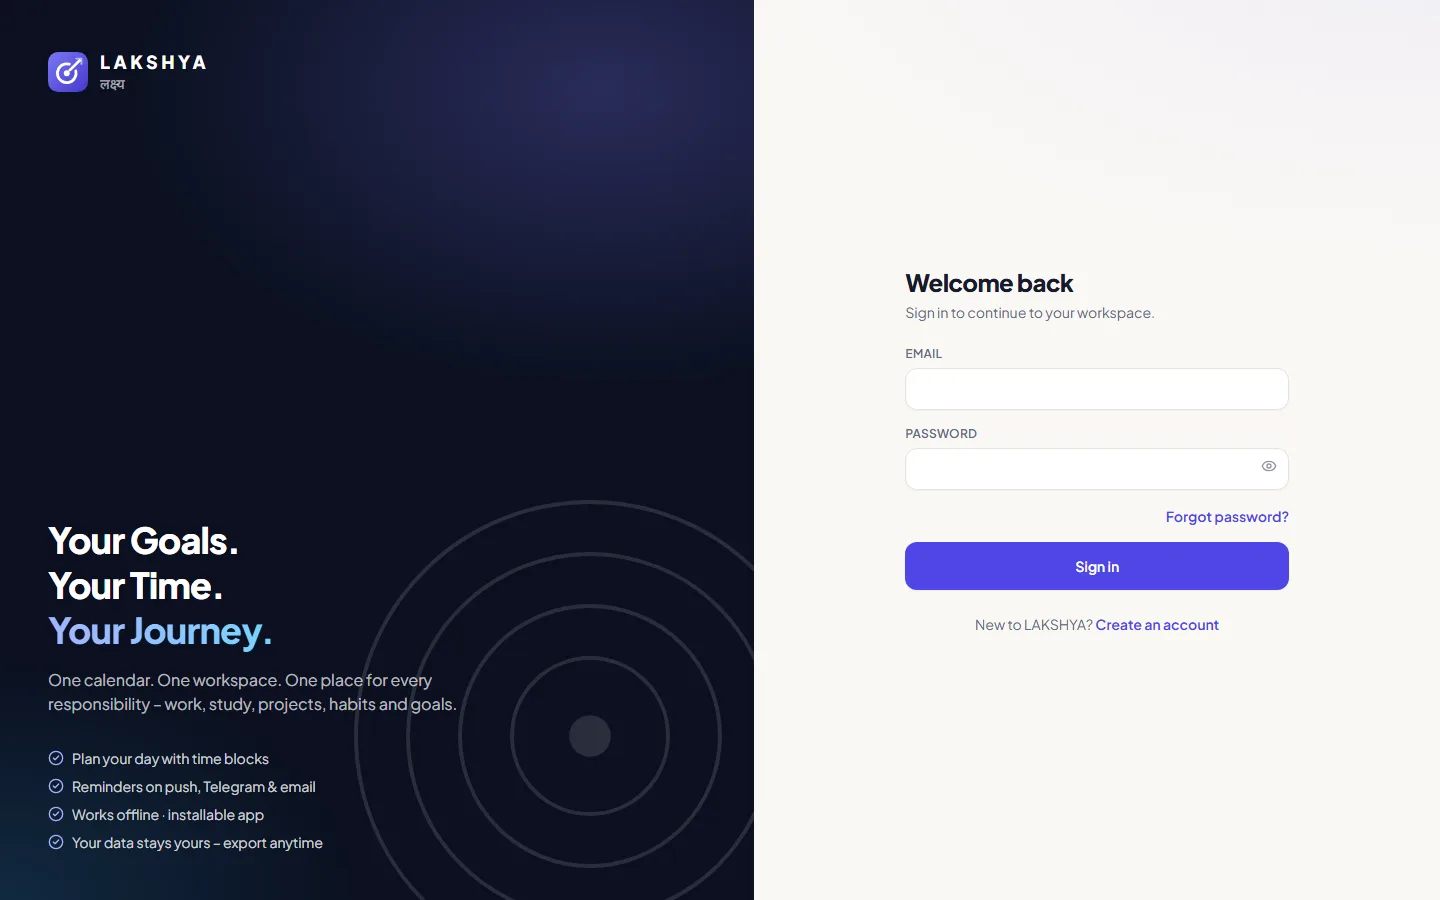 LAKSHYA
लक्ष्य
Your Goals.
Your Time.
Your Journey.
One calendar. One workspace. One place for every
responsibility – work, study, projects, habits and goals.
Plan your day with time blocks
Reminders on push, Telegram & email
Works offline · installable app
Your data stays yours – export anytime
Welcome back
Sign in to continue to your workspace.
EMAIL
PASSWORD
Forgot password?
Sign in
New to LAKSHYA? Create an account